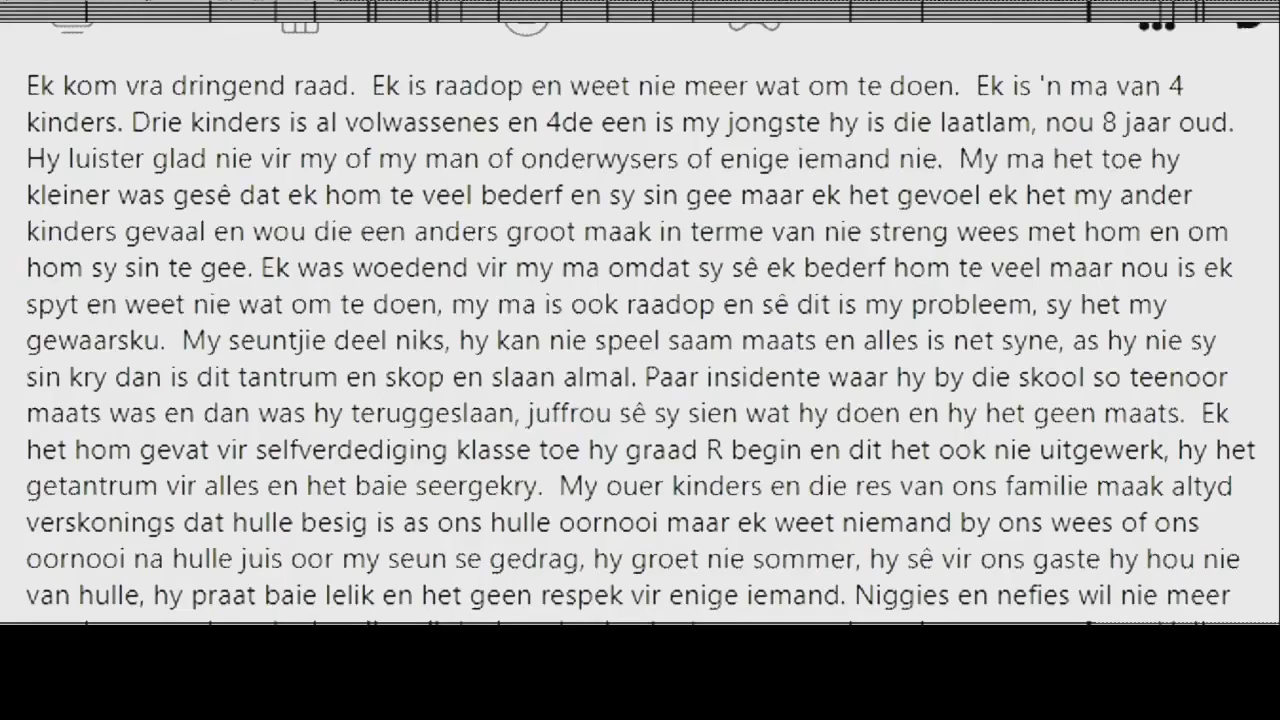 Ek kom vra dringend raad.  Ek is raadop en weet nie meer wat om te doen.  Ek is 'n ma van 4
kinders. Drie kinders is al volwassenes en 4de een is my jongste hy is die laatlam, nou 8 jaar oud.
Hy luister glad nie vir my of my man of onderwysers of enige iemand nie.  My ma het toe hy
kleiner was gesê dat ek hom te veel bederf en sy sin gee maar ek het gevoel ek het my ander
kinders gevaal en wou die een anders groot maak in terme van nie streng wees met hom en om
hom sy sin te gee. Ek was woedend vir my ma omdat sy sê ek bederf hom te veel maar nou is ek
spyt en weet nie wat om te doen, my ma is ook raadop en sê dit is my probleem, sy het my
gewaarsku.  My seuntjie deel niks, hy kan nie speel saam maats en alles is net syne, as hy nie sy
sin kry dan is dit tantrum en skop en slaan almal. Paar insidente waar hy by die skool so teenoor
maats was en dan was hy teruggeslaan, juffrou sê sy sien wat hy doen en hy het geen maats.  Ek
het hom gevat vir selfverdediging klasse toe hy graad R begin en dit het ook nie uitgewerk, hy het
getantrum vir alles en het baie seergekry.  My ouer kinders en die res van ons familie maak altyd
verskonings dat hulle besig is as ons hulle oornooi maar ek weet niemand by ons wees of ons
oornooi na hulle juis oor my seun se gedrag, hy groet nie sommer, hy sê vir ons gaste hy hou nie
van hulle, hy praat baie lelik en het geen respek vir enige iemand. Niggies en nefies wil nie meer